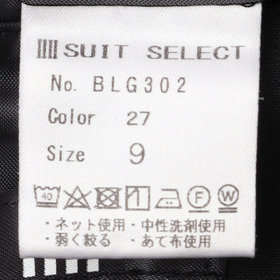 SUIT SELECT
No. BLG302
Color 27
Size 9
40 F W
・ネット使用・中性洗剤使用
・弱く絞る・あて布使用